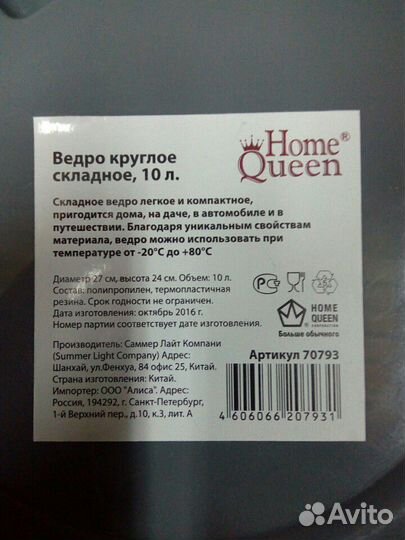 Home®
Queen
Ведро круглое
складное, 10 л.
Складное ведро легкое и компактное,
пригодится дома, на даче, в автомобиле и в
путешествии. Благодаря уникальным свойствам
материала, ведро можно использовать при
температуре от -20°С до +80°С
Диаметр 27 см, высота 24 см. Объем: 10 л.
Состав: полипропилен, термопластичная
резина. Срок годности не ограничен.
Дата изготовления: октябрь 2016 г.
Номер партии соответствует дате изготовления.
РС
HOME
QUEEN
CORPORATION
Больше обычного
Производитель: Саммер Лайт Компани
(Summer Light Company) Адрес:
Шанхай, ул.Фенхуа, 84 офис 25, Китай.
Страна изготовления: Китай.
Импортер: ООО "Алиса". Адрес:
Россия, 194292, г. Санкт-Петербург,
1-й Верхний пер., д.10, к.3, лит. А
Артикул 70793
4 606066 207931
Avito